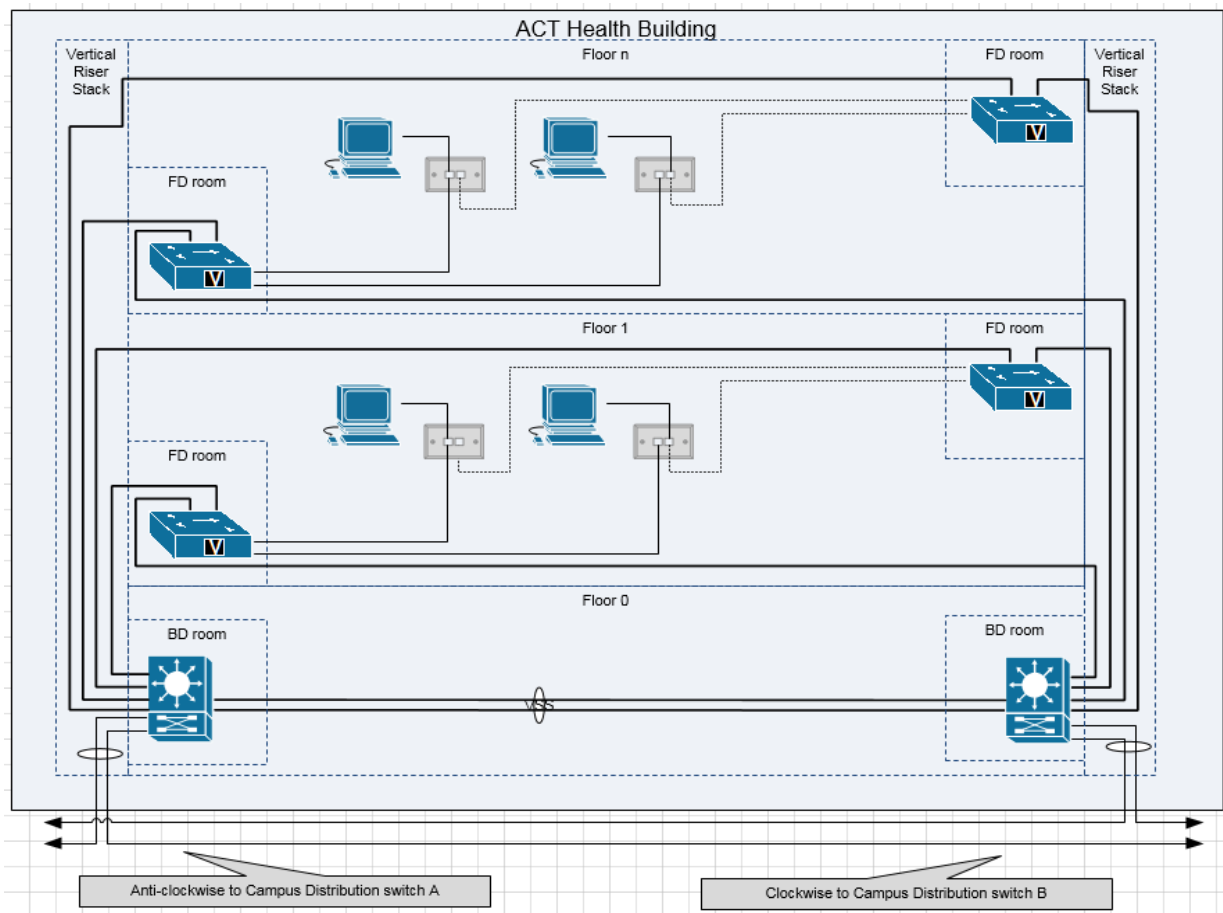 ACT Health Building
Vertical
Riser
Stack
Floor n
FD room
Vertical
Riser
Stack
V
FD room
V
Floor 1
FD room
V
FD room
V
Floor 0
BD room
BD room
VSS
Anti-clockwise to Campus Distribution switch A
Clockwise to Campus Distribution switch B